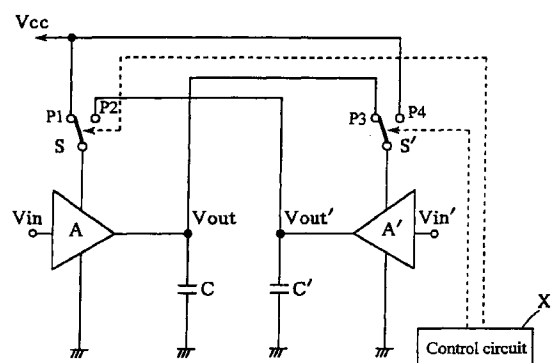 Vcc
P1 P2 P3 P4
S S′
Vin A Vout Vout′ A′ Vin′
C C′
X
Control circuit